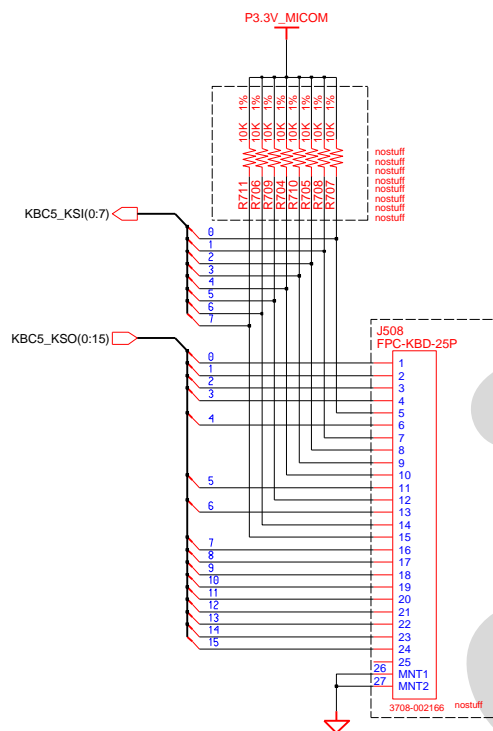 P3.3V_MICOM
10K 1% 10K 1% 10K 1% 10K 1% 10K 1% 10K 1% 10K 1% 10K 1%
R711 R706 R709 R704 R710 R705 R708 R707
nostuff
nostuff
nostuff
nostuff
nostuff
nostuff
nostuff
nostuff
KBC5_KSI(0:7)
0
1
2
3
4
5
6
7
KBC5_KSO(0:15)
J508
FPC-KBD-25P
0 1
1 2
2 3
3 4
5
4 6
7
8
9
10
5 11
12
6 13
14
15
7 16
8 17
9 18
10 19
11 20
12 21
13 22
14 23
15 24
25
26 MNT1
27 MNT2
3708-002166 nostuff